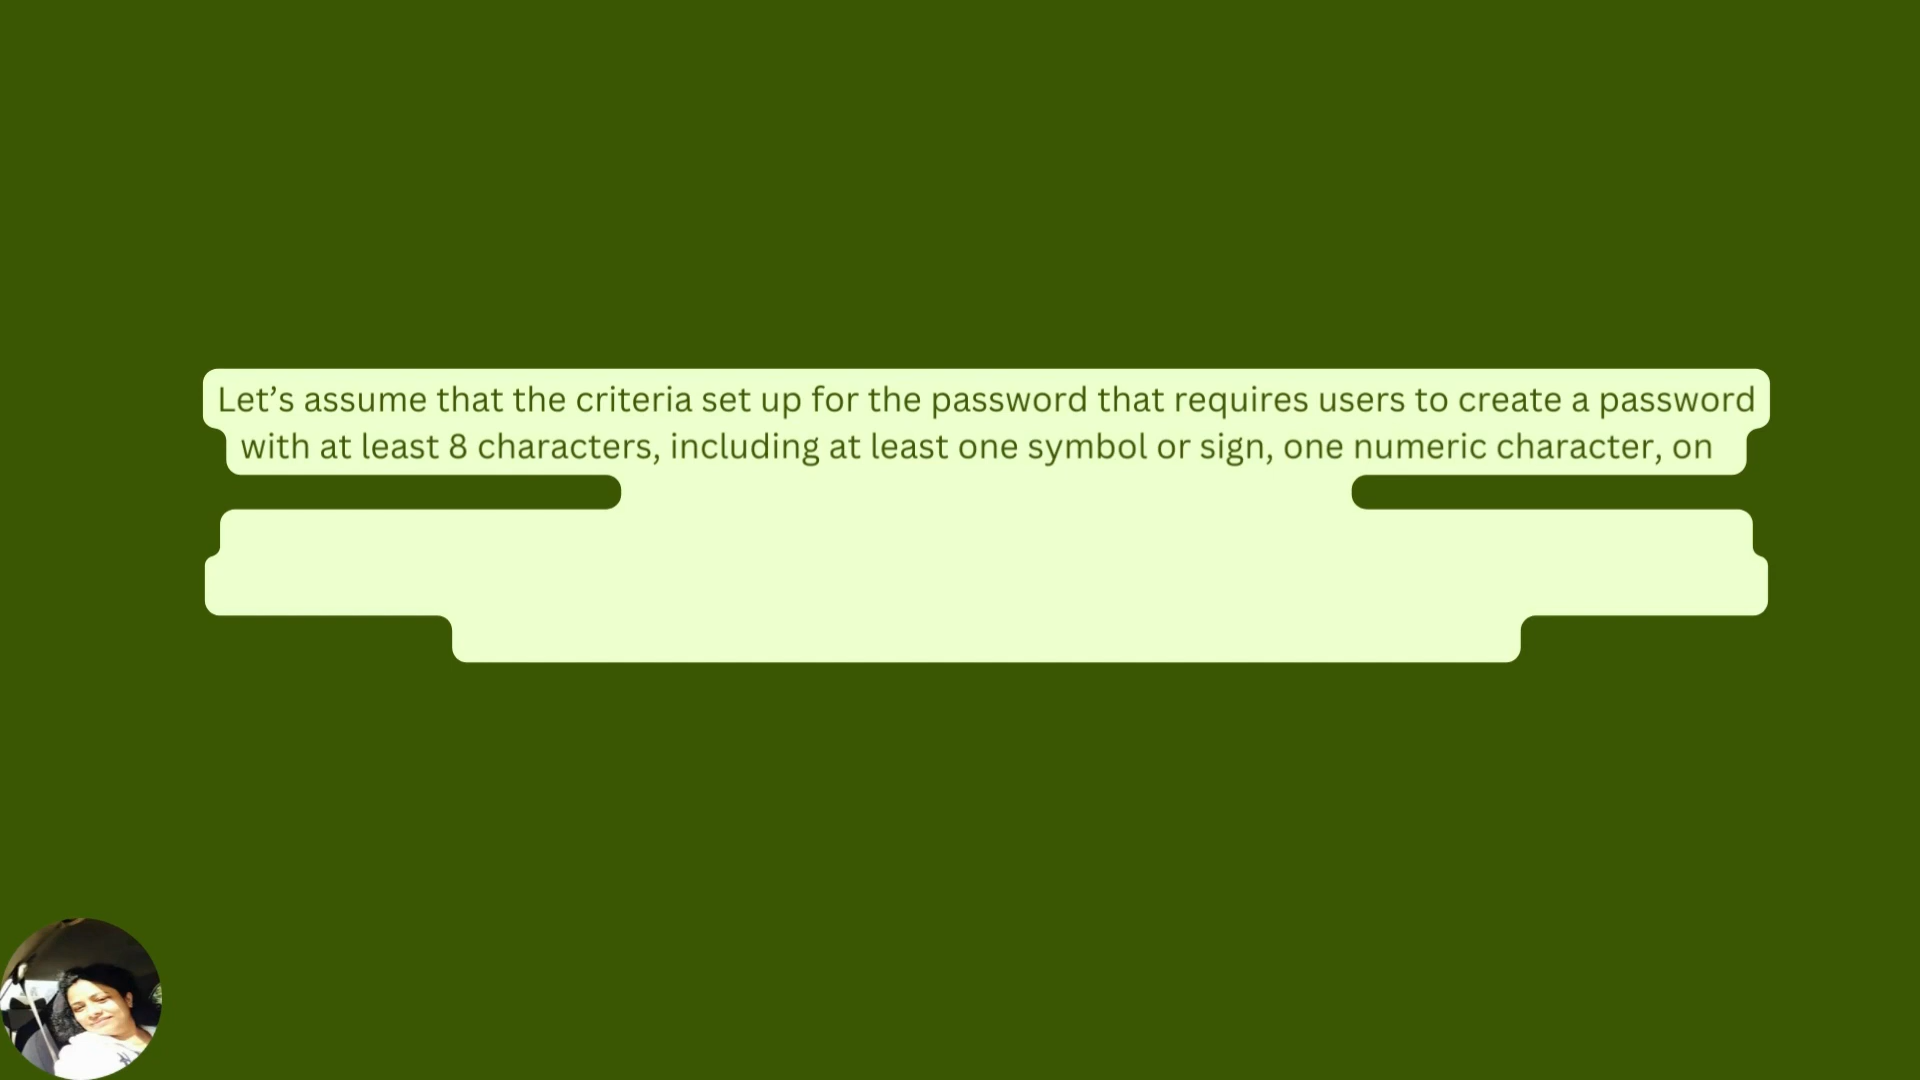 Let’s assume that the criteria set up for the password that requires users to create a password
with at least 8 characters, including at least one symbol or sign, one numeric character, on